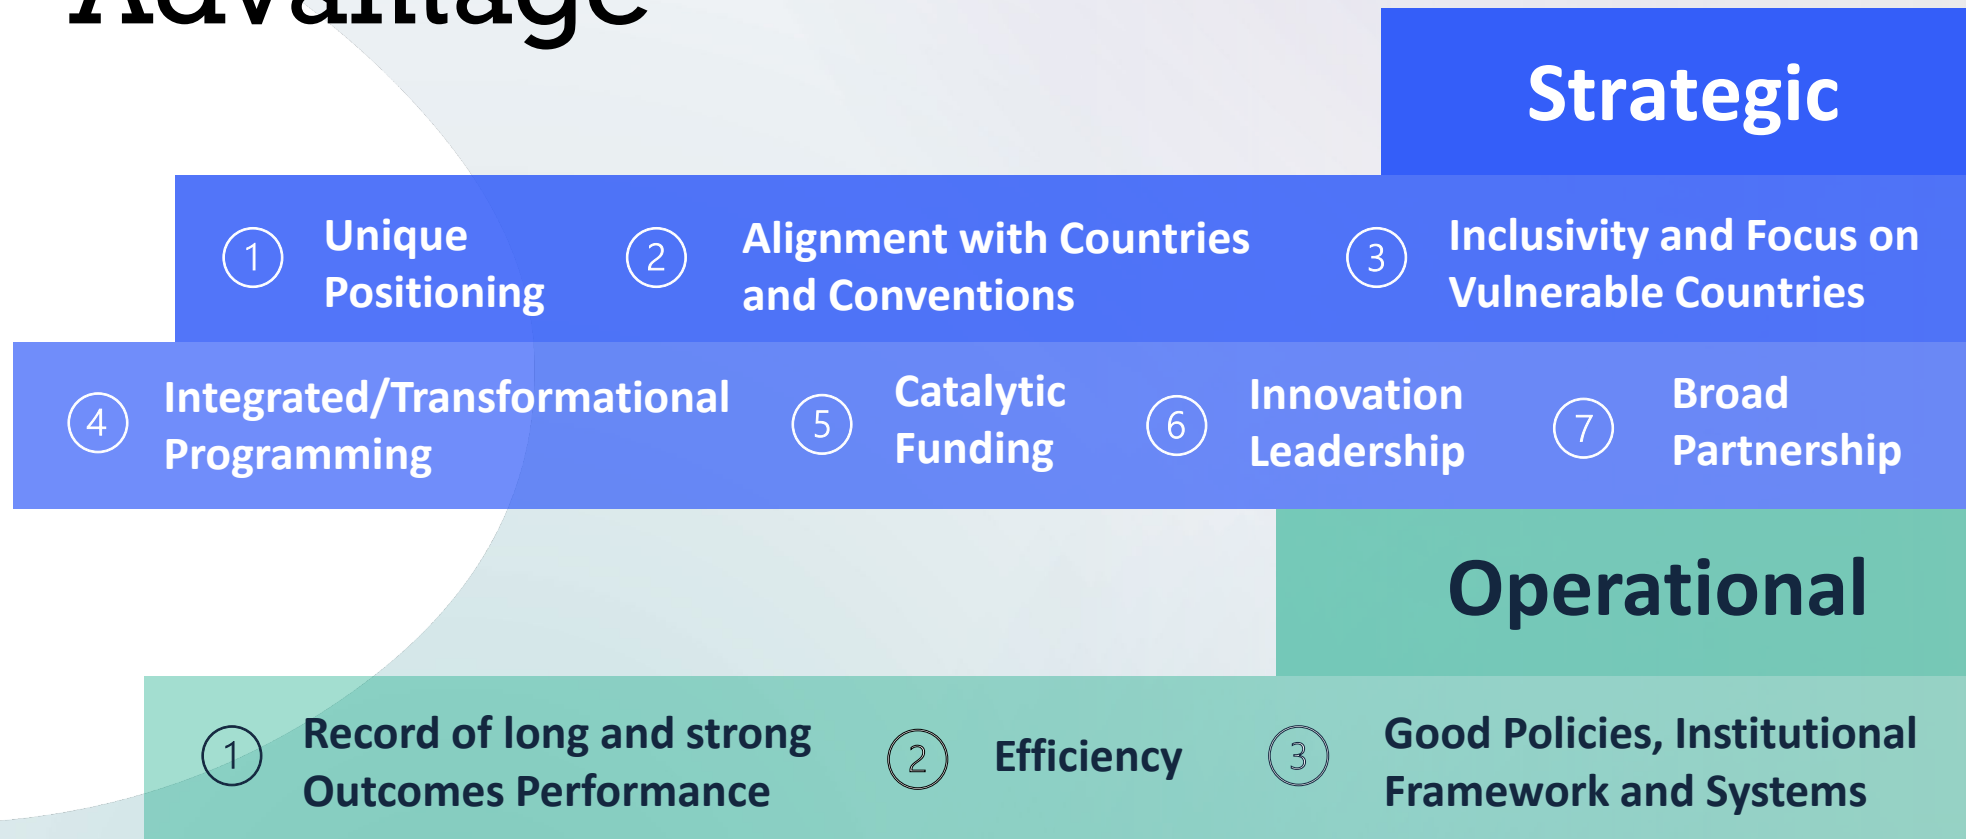 Advantage
Strategic
1 Unique
Positioning
2 Alignment with Countries
and Conventions
3 Inclusivity and Focus on
Vulnerable Countries
4 Integrated/Transformational
Programming
5 Catalytic
Funding
6 Innovation
Leadership
7 Broad
Partnership
Operational
1 Record of long and strong
Outcomes Performance
2 Efficiency
3 Good Policies, Institutional
Framework and Systems